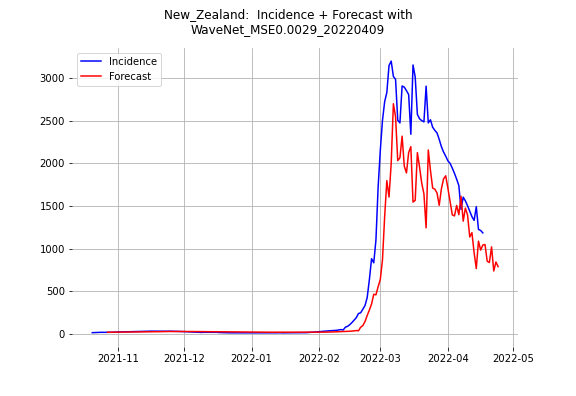 New_Zealand:  Incidence + Forecast with
WaveNet_MSE0.0029_20220409
Incidence
Forecast
3000
2500
2000
1500
1000
500
0
2021-11 2021-12 2022-01 2022-02 2022-03 2022-04 2022-05